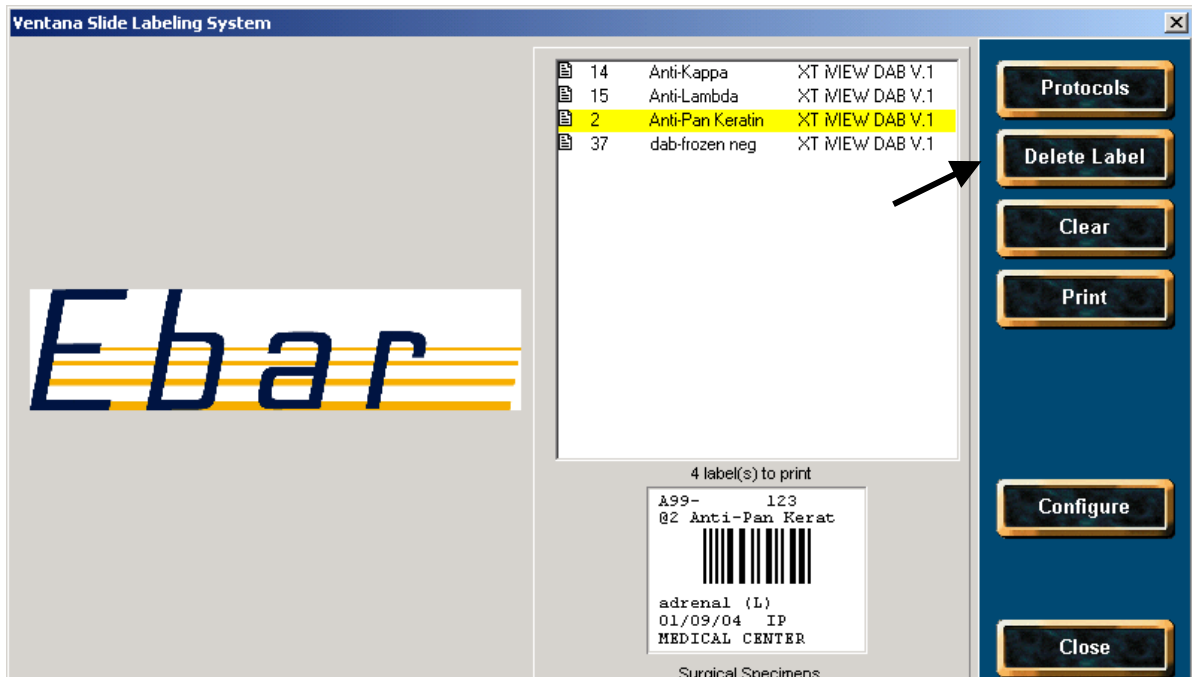 Ventana Slide Labeling System
14 Anti-Kappa XT iVIEW DAB V.1
15 Anti-Lambda XT iVIEW DAB V.1
2 Anti-Pan Keratin XT iVIEW DAB V.1
37 dab-frozen neg XT iVIEW DAB V.1
Protocols
Delete Label
Clear
Print
Ebar
4 label(s) to print
A99- 123
@2 Anti-Pan Kerat
adrenal (L)
01/09/04 IP
MEDICAL CENTER
Surgical Specimens
Configure
Close